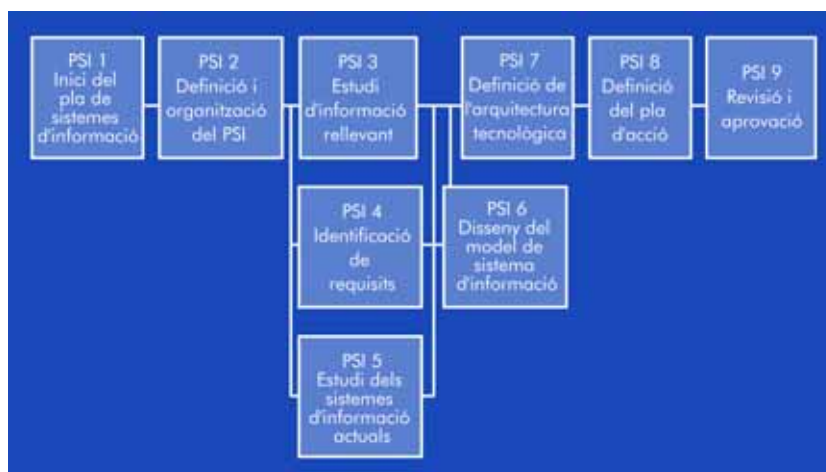 PSI 1
Inici del
pla de
sistemes
d'informació
PSI 2
Definició i
organització
del PSI
PSI 3
Estudi
d'informació
rellevant
PSI 7
Definició de
l'arquitectura
tecnològica
PSI 8
Definició
del pla
d'acció
PSI 9
Revisió i
aprovació
PSI 4
Identificació
de
requisits
PSI 6
Disseny del
model de
sistema
d'informació
PSI 5
Estudi dels
sistemes
d'informació
actuals